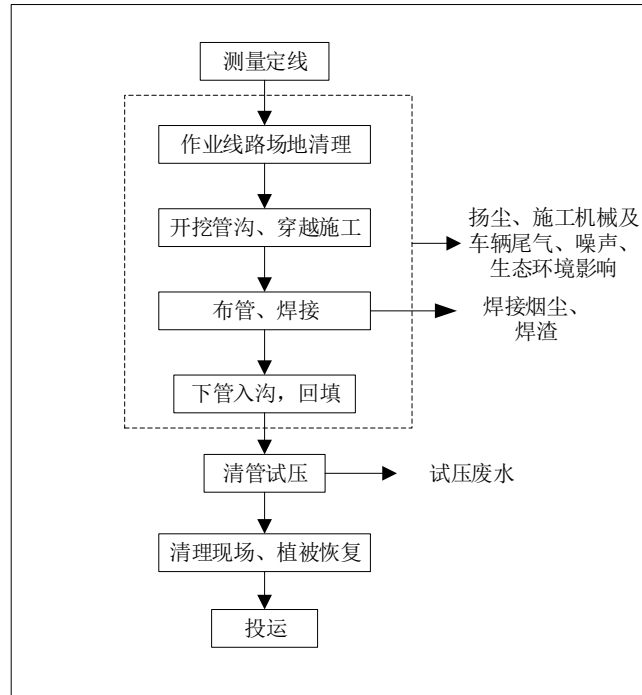 测量定线
作业线路场地清理
开挖管沟、穿越施工
扬尘、施工机械及
车辆尾气、噪声、
生态环境影响
布管、焊接
焊接烟尘、
焊渣
下管入沟，回填
清管试压
试压废水
清理现场、植被恢复
投运